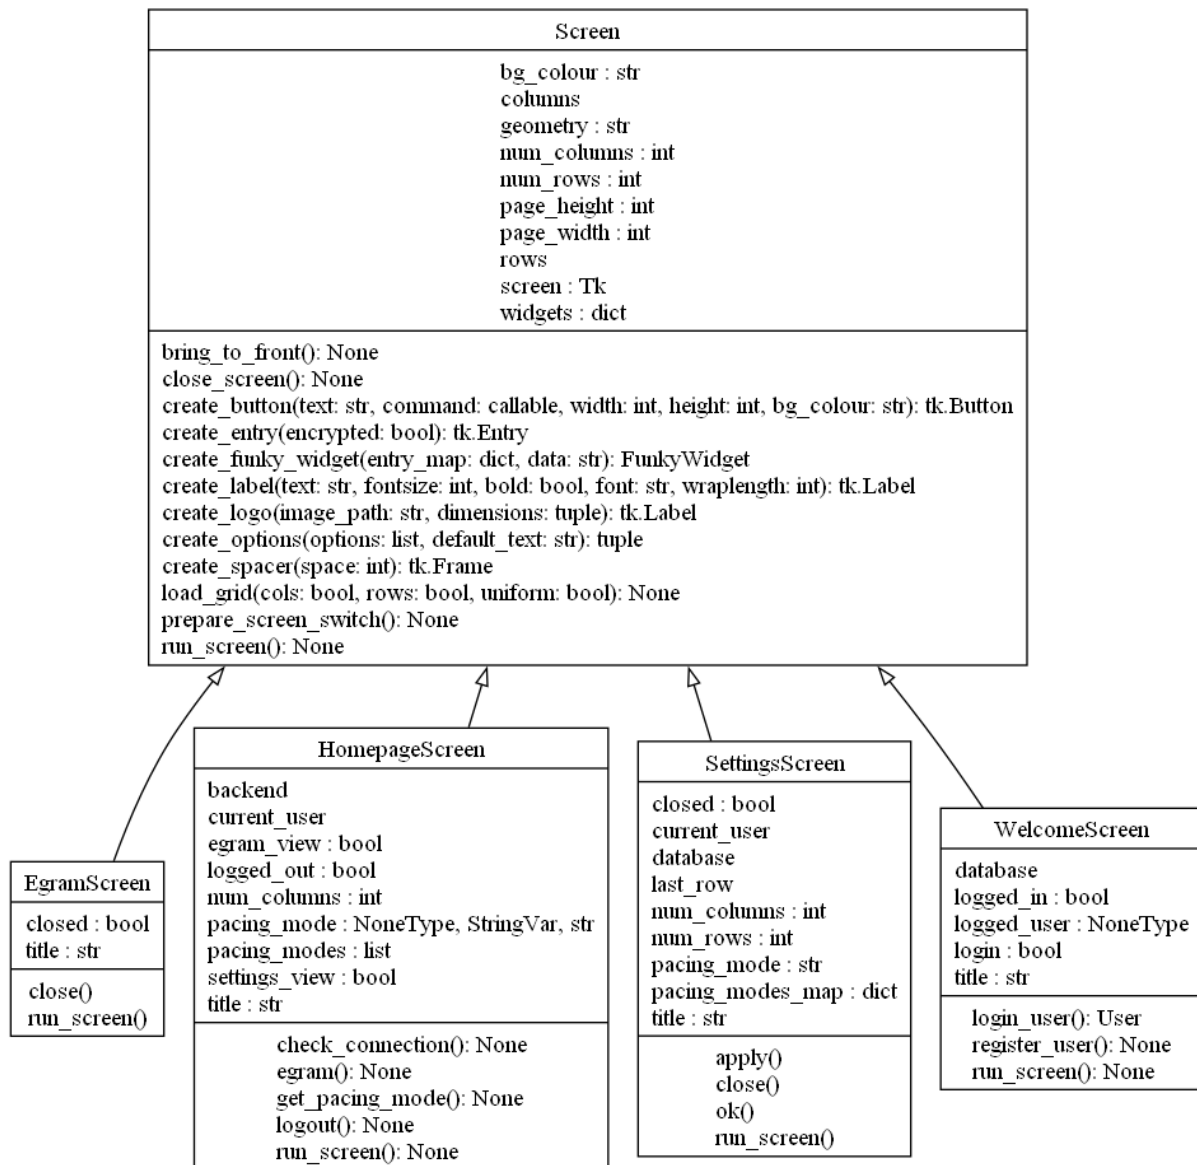 Screen
bg_colour : str
columns
geometry : str
num_columns : int
num_rows : int
page_height : int
page_width : int
rows
screen : Tk
widgets : dict
bring_to_front(): None
close_screen(): None
create_button(text: str, command: callable, width: int, height: int, bg_colour: str): tk.Button
create_entry(encrypted: bool): tk.Entry
create_funky_widget(entry_map: dict, data: str): FunkyWidget
create_label(text: str, fontsize: int, bold: bool, font: str, wraplength: int): tk.Label
create_logo(image_path: str, dimensions: tuple): tk.Label
create_options(options: list, default_text: str): tuple
create_spacer(space: int): tk.Frame
load_grid(cols: bool, rows: bool, uniform: bool): None
prepare_screen_switch(): None
run_screen(): None
EgramScreen
closed : bool
title : str
close()
run_screen()
HomepageScreen
backend
current_user
egram_view : bool
logged_out : bool
num_columns : int
pacing_mode : NoneType, StringVar, str
pacing_modes : list
settings_view : bool
title : str
check_connection(): None
egram(): None
get_pacing_mode(): None
logout(): None
run_screen(): None
SettingsScreen
closed : bool
current_user
database
last_row
num_columns : int
num_rows : int
pacing_mode : str
pacing_modes_map : dict
title : str
apply()
close()
ok()
run_screen()
WelcomeScreen
database
logged_in : bool
logged_user : NoneType
login : bool
title : str
login_user(): User
register_user(): None
run_screen(): None